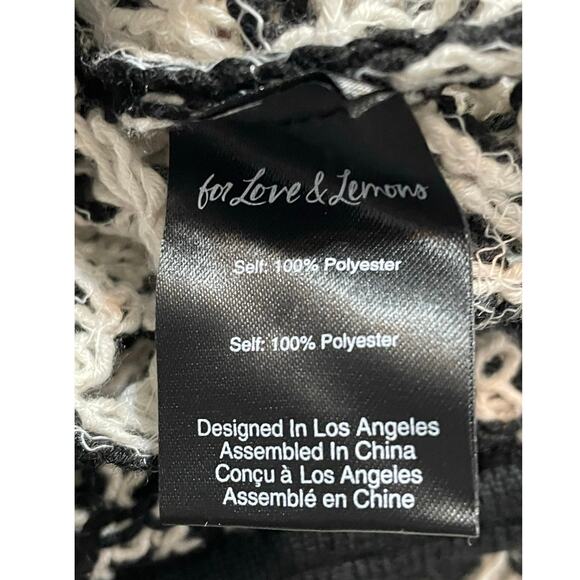 for Love & Lemons
Self: 100% Polyester
Self: 100% Polyester
Designed In Los Angeles
Assembled In China
Conçu à Los Angeles
Assemblé en Chine